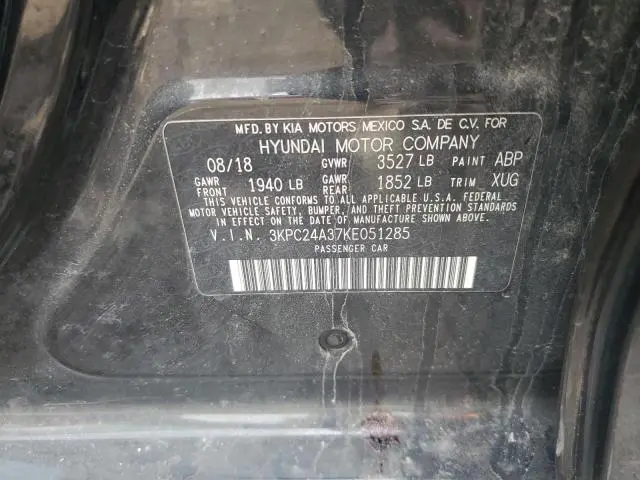 MFD. BY KIA MOTORS MEXICO S.A. DE C.V. FOR
HYUNDAI MOTOR COMPANY
08/18 GVWR 3527 LB PAINT ABP
GAWR FRONT 1940 LB GAWR REAR 1852 LB TRIM XUG
THIS VEHICLE CONFORMS TO ALL APPLICABLE U.S.A. FEDERAL
MOTOR VEHICLE SAFETY, BUMPER, AND THEFT PREVENTION STANDARDS
IN EFFECT ON THE DATE OF MANUFACTURE SHOWN ABOVE.
V.I.N. 3KPC24A37KE051285
PASSENGER CAR